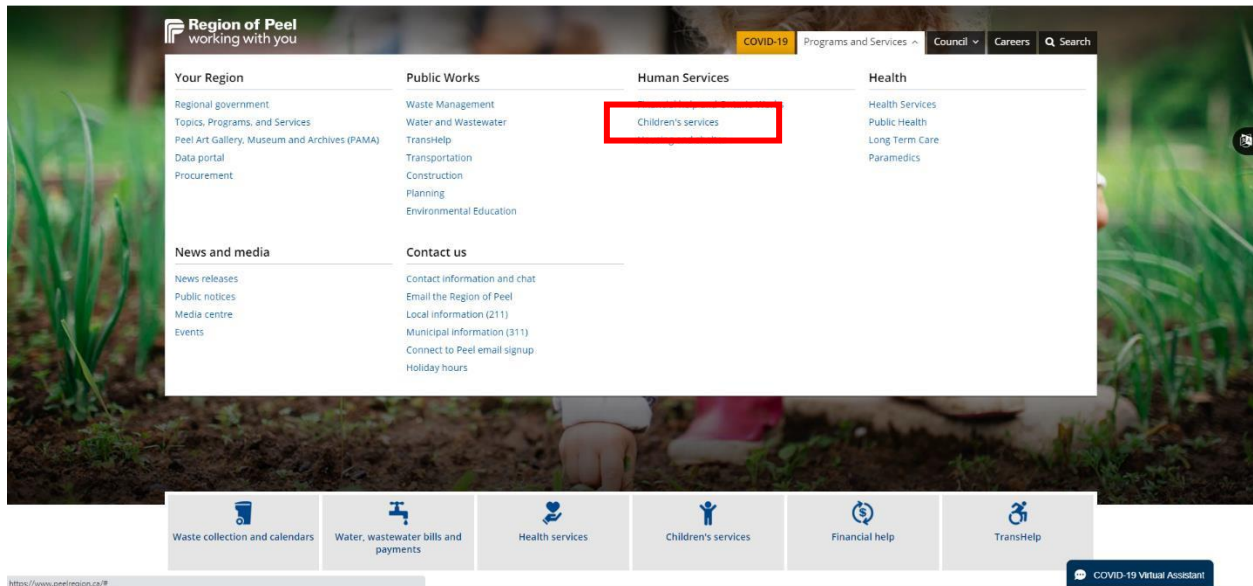 Region of Peel
working with you
COVID-19 Programs and Services Council Careers Search
Your Region
Regional government
Topics, Programs, and Services
Peel Art Gallery, Museum and Archives (PAMA)
Data portal
Procurement
Public Works
Waste Management
Water and Wastewater
TransHelp
Transportation
Construction
Planning
Environmental Education
Human Services
Children's services
Health
Health Services
Public Health
Long Term Care
Paramedics
News and media
News releases
Public notices
Media centre
Events
Contact us
Contact information and chat
Email the Region of Peel
Local information (211)
Municipal information (311)
Connect to Peel email signup
Holiday hours
Waste collection and calendars
Water, wastewater bills and
payments
Health services
Children's services
Financial help
TransHelp
https://www.peelregion.ca/#
COVID-19 Virtual Assistant